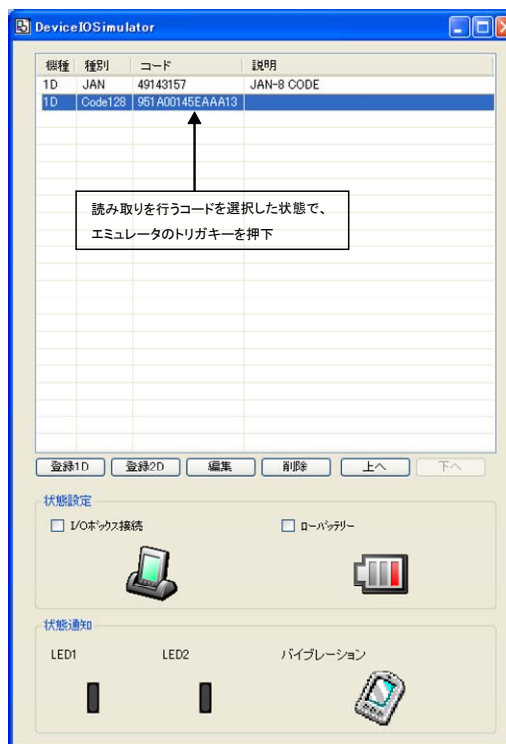 DeviceIOSimulator
機種 種別 コード 説明
1D JAN 49143157 JAN-8 CODE
1D Code128 951A00145EAAA13
読み取りを行うコードを選択した状態で、
エミュレータのトリガキーを押下
登録1D 登録2D 編集 削除 上へ 下へ
状態設定
I/Oボックス接続 ローバッテリー
状態通知
LED1 LED2 バイブレーション